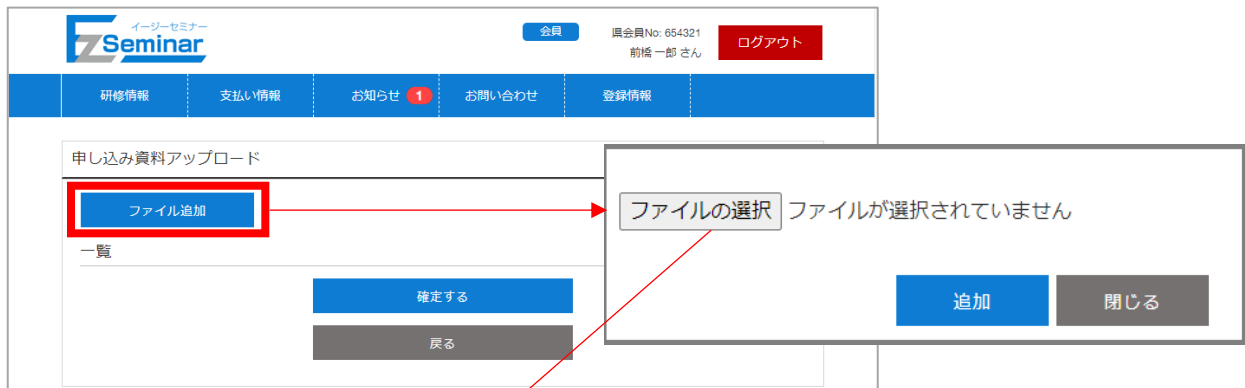 イージーセミナー
EZ Seminar
会員
県会員No: 654321
前橋 一郎 さん
ログアウト
研修情報
支払い情報
お知らせ 1
お問い合わせ
登録情報
申し込み資料アップロード
ファイル追加
一覧
確定する
戻る
ファイルの選択 ファイルが選択されていません
追加
閉じる